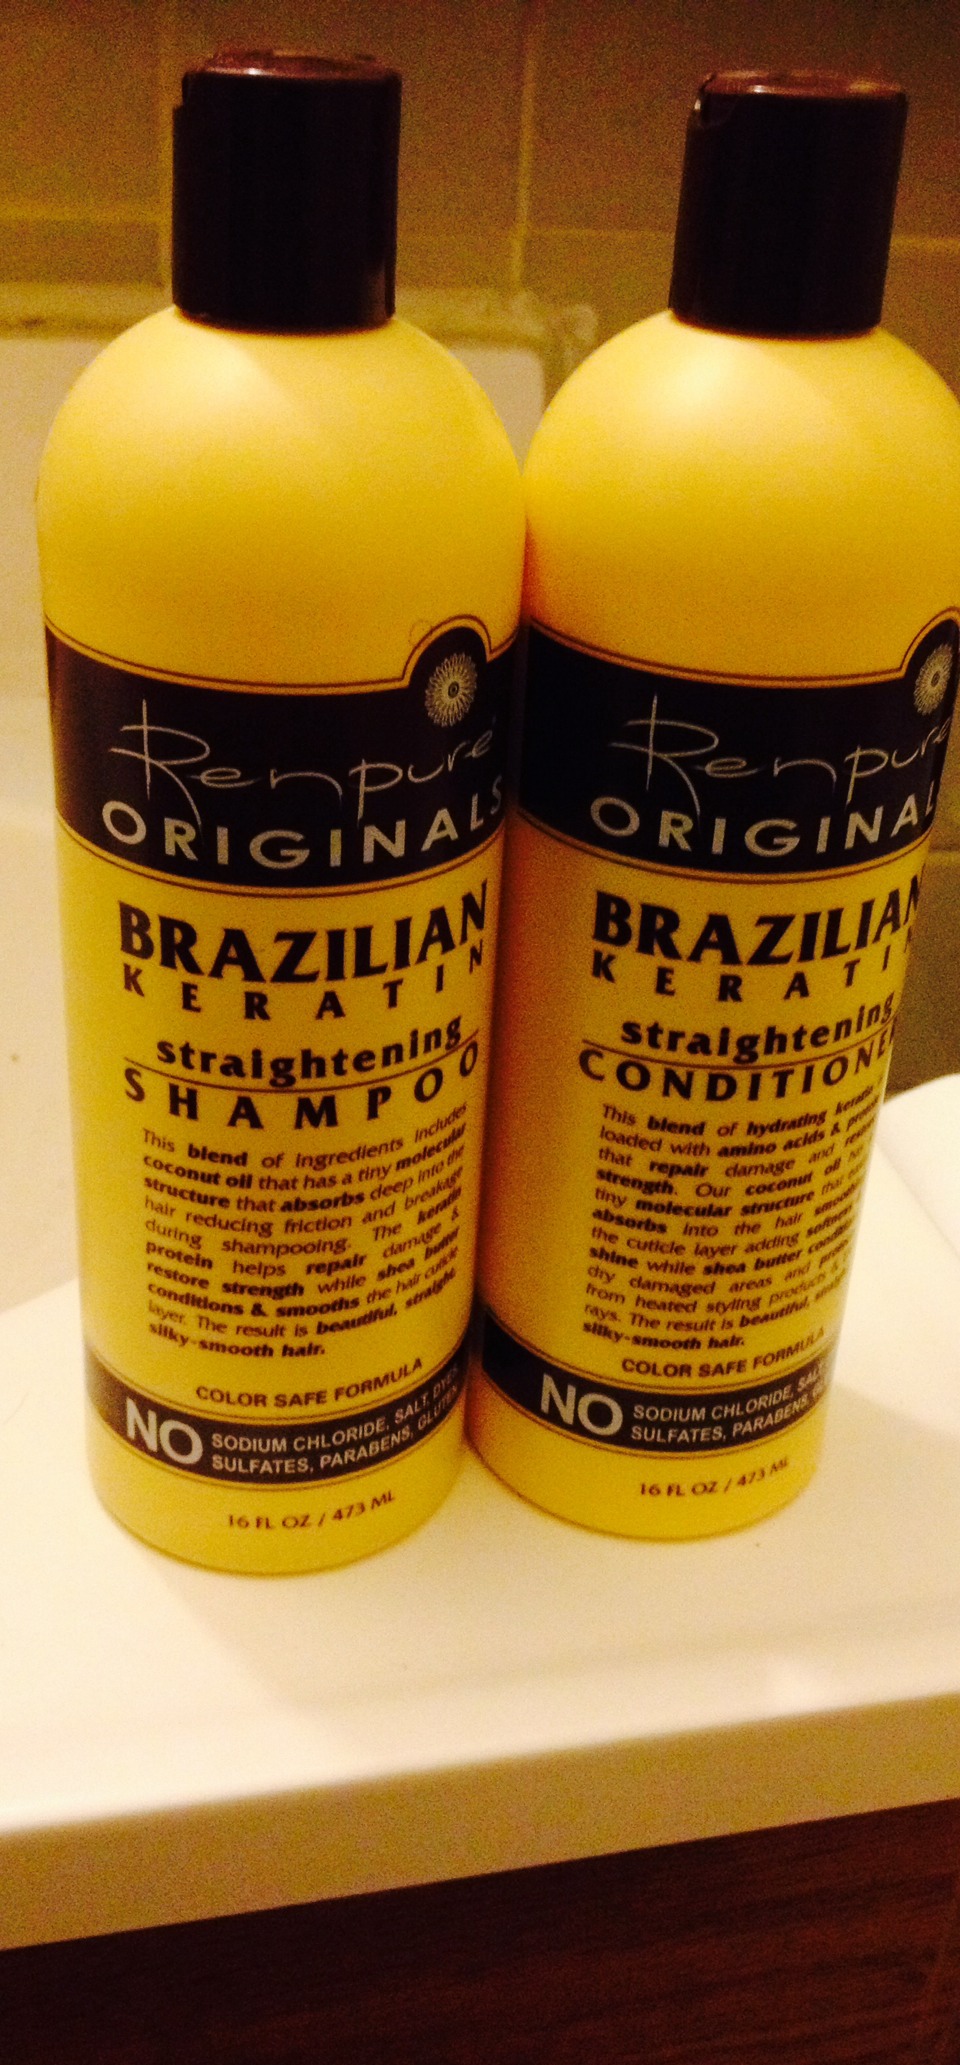 Renpure
ORIGINALS
BRAZILIAN
KERATIN
straightening
SHAMPOO
This blend of ingredients includes
coconut oil that has a tiny molecular
structure that absorbs deep into the
hair reducing friction and breakage
during shampooing. The keratin
protein helps repair damage &
restore strength while shea butter
conditions & smooths the hair cuticle
layer. The result is beautiful, straight,
silky-smooth hair.
COLOR SAFE FORMULA
NO
SODIUM CHLORIDE, SALT, DYES,
SULFATES, PARABENS, GLUTEN
16 FL OZ / 473 ML
Renpure
ORIGINAL
BRAZILIAN
KERATI
straightening
CONDITIONE
This blend of hydrating keratin
loaded with amino acids & protein
that repair damage and restore
strength. Our coconut oil has
tiny molecular structure that
absorbs into the hair
the cuticle layer adding softness
shine while shea butter
dry damaged areas and
from heated styling products &
rays. The result is beautiful,
silky-smooth hair.
COLOR SAFE FORMULA
NO
SODIUM CHLORIDE,
SULFATES, PARABENS,
16 FL OZ / 473 ML